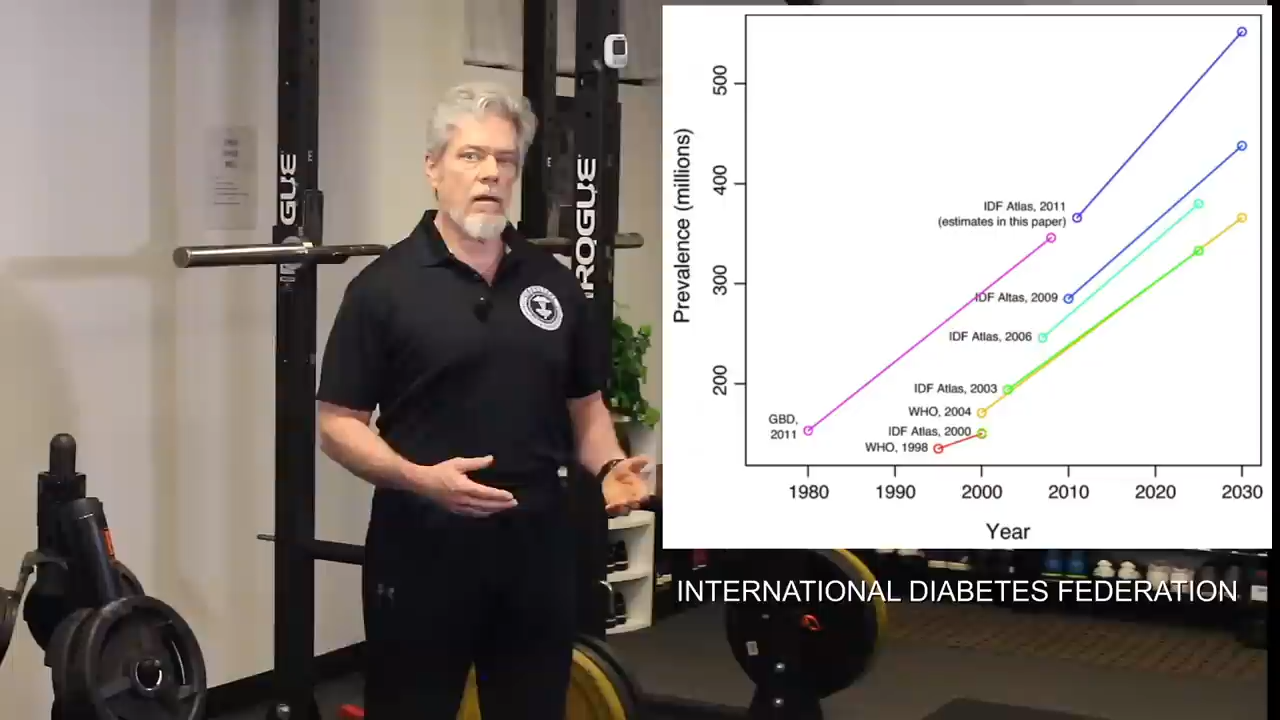 GUE
ROGUE
500
400
300
200
Prevalence (millions)
IDF Atlas, 2011
(estimates in this paper)
IDF Altas, 2009
IDF Atlas, 2006
IDF Atlas, 2003
WHO, 2004
IDF Atlas, 2000
WHO, 1998
GBD,
2011
1980
1990
2000
2010
2020
2030
Year
INTERNATIONAL DIABETES FEDERATION